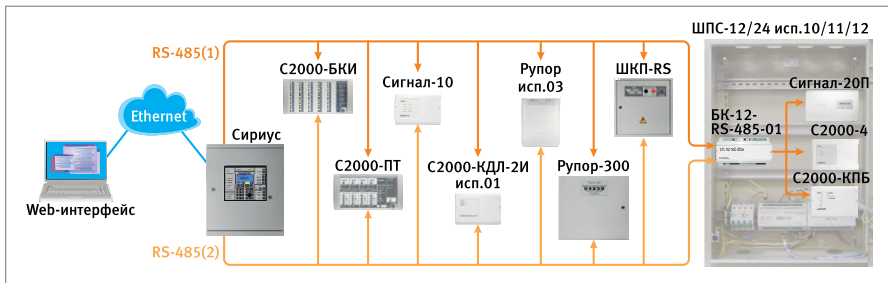 ШПС-12/24 исп.10/11/12
RS-485(1)
С2000-БКИ
Сигнал-10
Рупор
исп.03
ШКП-RS
Сигнал-20П
Ethernet
Сириус
БК-12-
RS-485-01
С2000-4
С2000-ПТ
С2000-КДЛ-2И
исп.01
Рупор-300
С2000-КПБ
Web-интерфейс
RS-485(2)